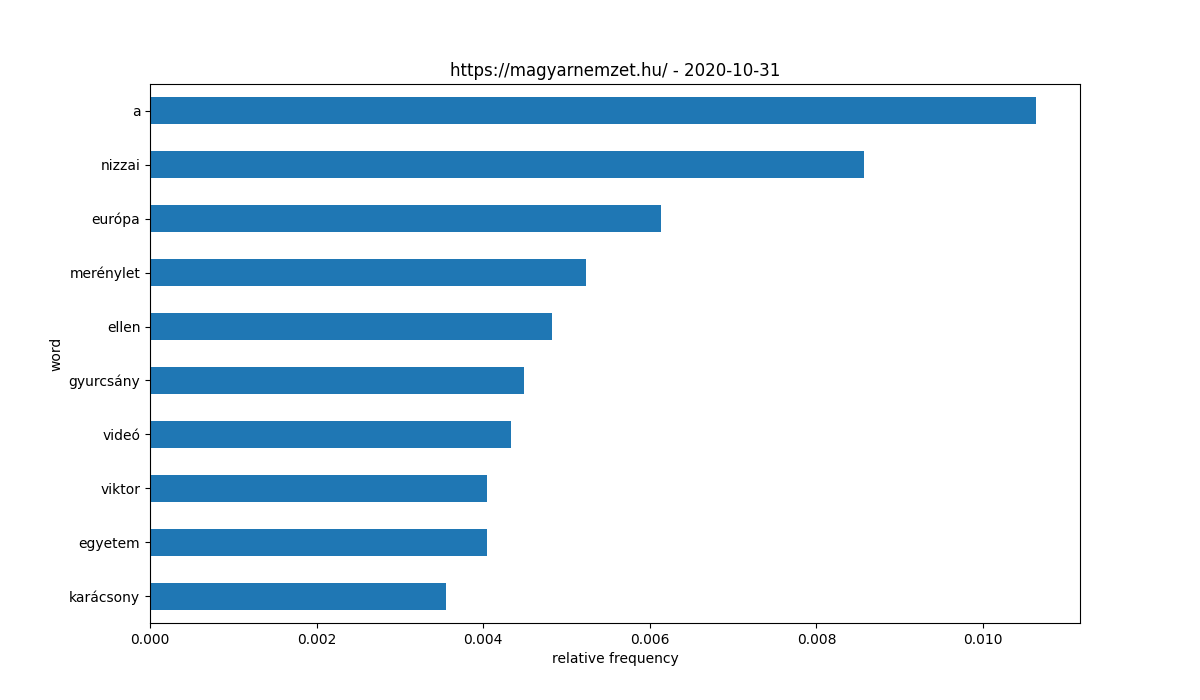 https://magyarnemzet.hu/ - 2020-10-31
a
nizzai
európa
merénylet
ellen
gyurcsány
videó
viktor
egyetem
karácsony
word
0.000 0.002 0.004 0.006 0.008 0.010
relative frequency